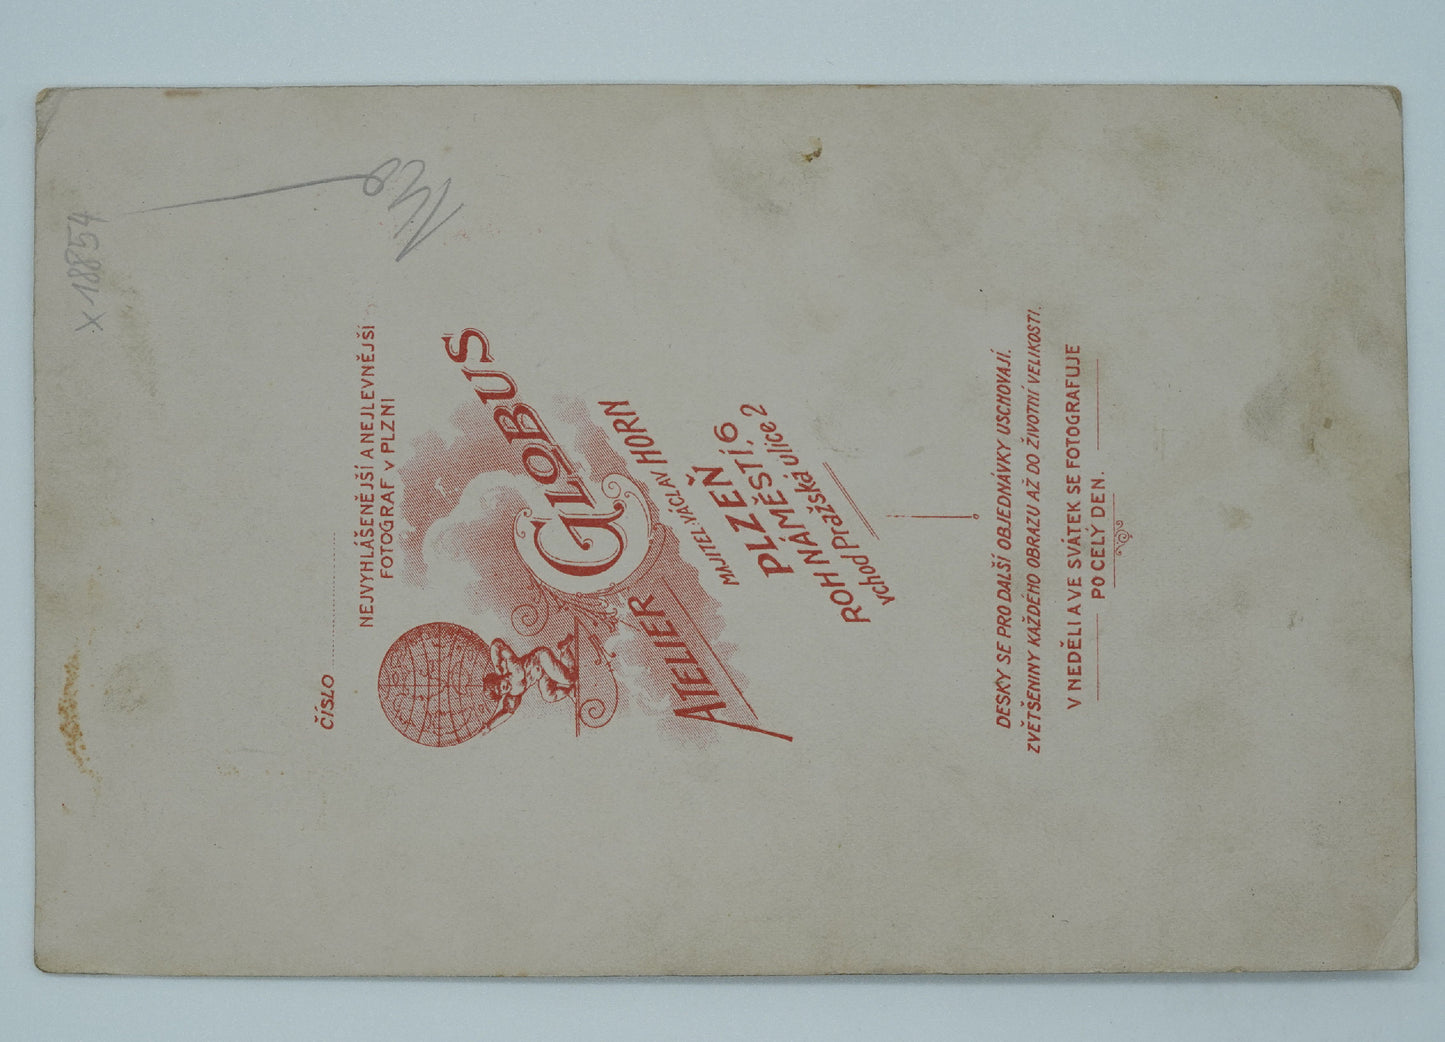 x 18854
ČÍSLO
NEJVYHLÁŠENĚJŠÍ A NEJLEVNĚJŠÍ
FOTOGRAF V PLZNI
ATELIER GLOBUS
MAJITEL: VÁCLAV HORN
PLZEŇ
ROH NÁMĚSTÍ, 6
vchod Pražská ulice 2
DESKY SE PRO DALŠÍ OBJEDNÁVKY USCHOVAJÍ.
ZVĚTŠENINY KAŽDÉHO OBRAZU AŽ DO ŽIVOTNÍ VELIKOSTI.
V NEDĚLI A VE SVÁTEK SE FOTOGRAFUJE
PO CELÝ DEN.